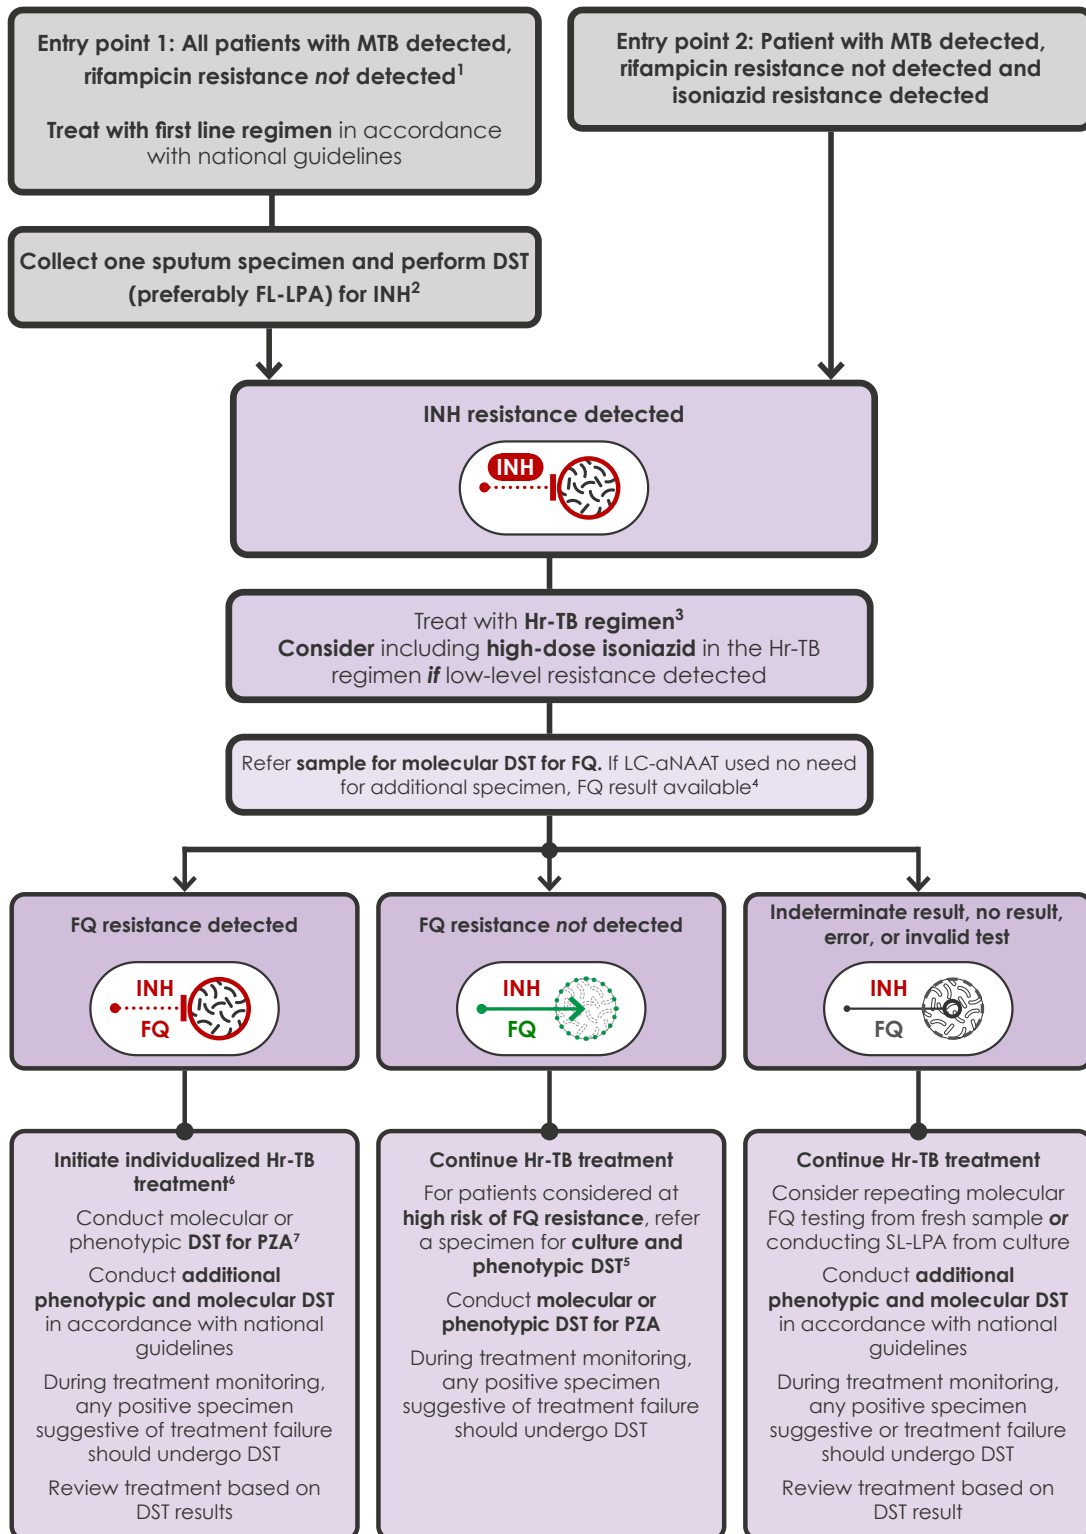 Entry point 1: All patients with MTB detected,
rifampicin resistance not detected1
Treat with first line regimen in accordance
with national guidelines
Entry point 2: Patient with MTB detected,
rifampicin resistance not detected and
isoniazid resistance detected
Collect one sputum specimen and perform DST
(preferably FL-LPA) for INH2
INH resistance detected
INH
Treat with Hr-TB regimen3
Consider including high-dose isoniazid in the Hr-TB
regimen if low-level resistance detected
Refer sample for molecular DST for FQ. If LC-aNAAT used no need
for additional specimen, FQ result available4
FQ resistance detected
INH
FQ
FQ resistance not detected
INH
FQ
Indeterminate result, no result,
error, or invalid test
INH
FQ
Initiate individualized Hr-TB
treatment6
Conduct molecular or
phenotypic DST for PZA7
Conduct additional
phenotypic and molecular DST
in accordance with national
guidelines
During treatment monitoring,
any positive specimen
suggestive of treatment failure
should undergo DST
Review treatment based on
DST results
Continue Hr-TB treatment
For patients considered at
high risk of FQ resistance, refer
a specimen for culture and
phenotypic DST5
Conduct molecular or
phenotypic DST for PZA
During treatment monitoring,
any positive specimen
suggestive of treatment failure
should undergo DST
Continue Hr-TB treatment
Consider repeating molecular
FQ testing from fresh sample or
conducting SL-LPA from culture
Conduct additional
phenotypic and molecular DST
in accordance with national
guidelines
During treatment monitoring,
any positive specimen
suggestive or treatment failure
should undergo DST
Review treatment based on
DST result